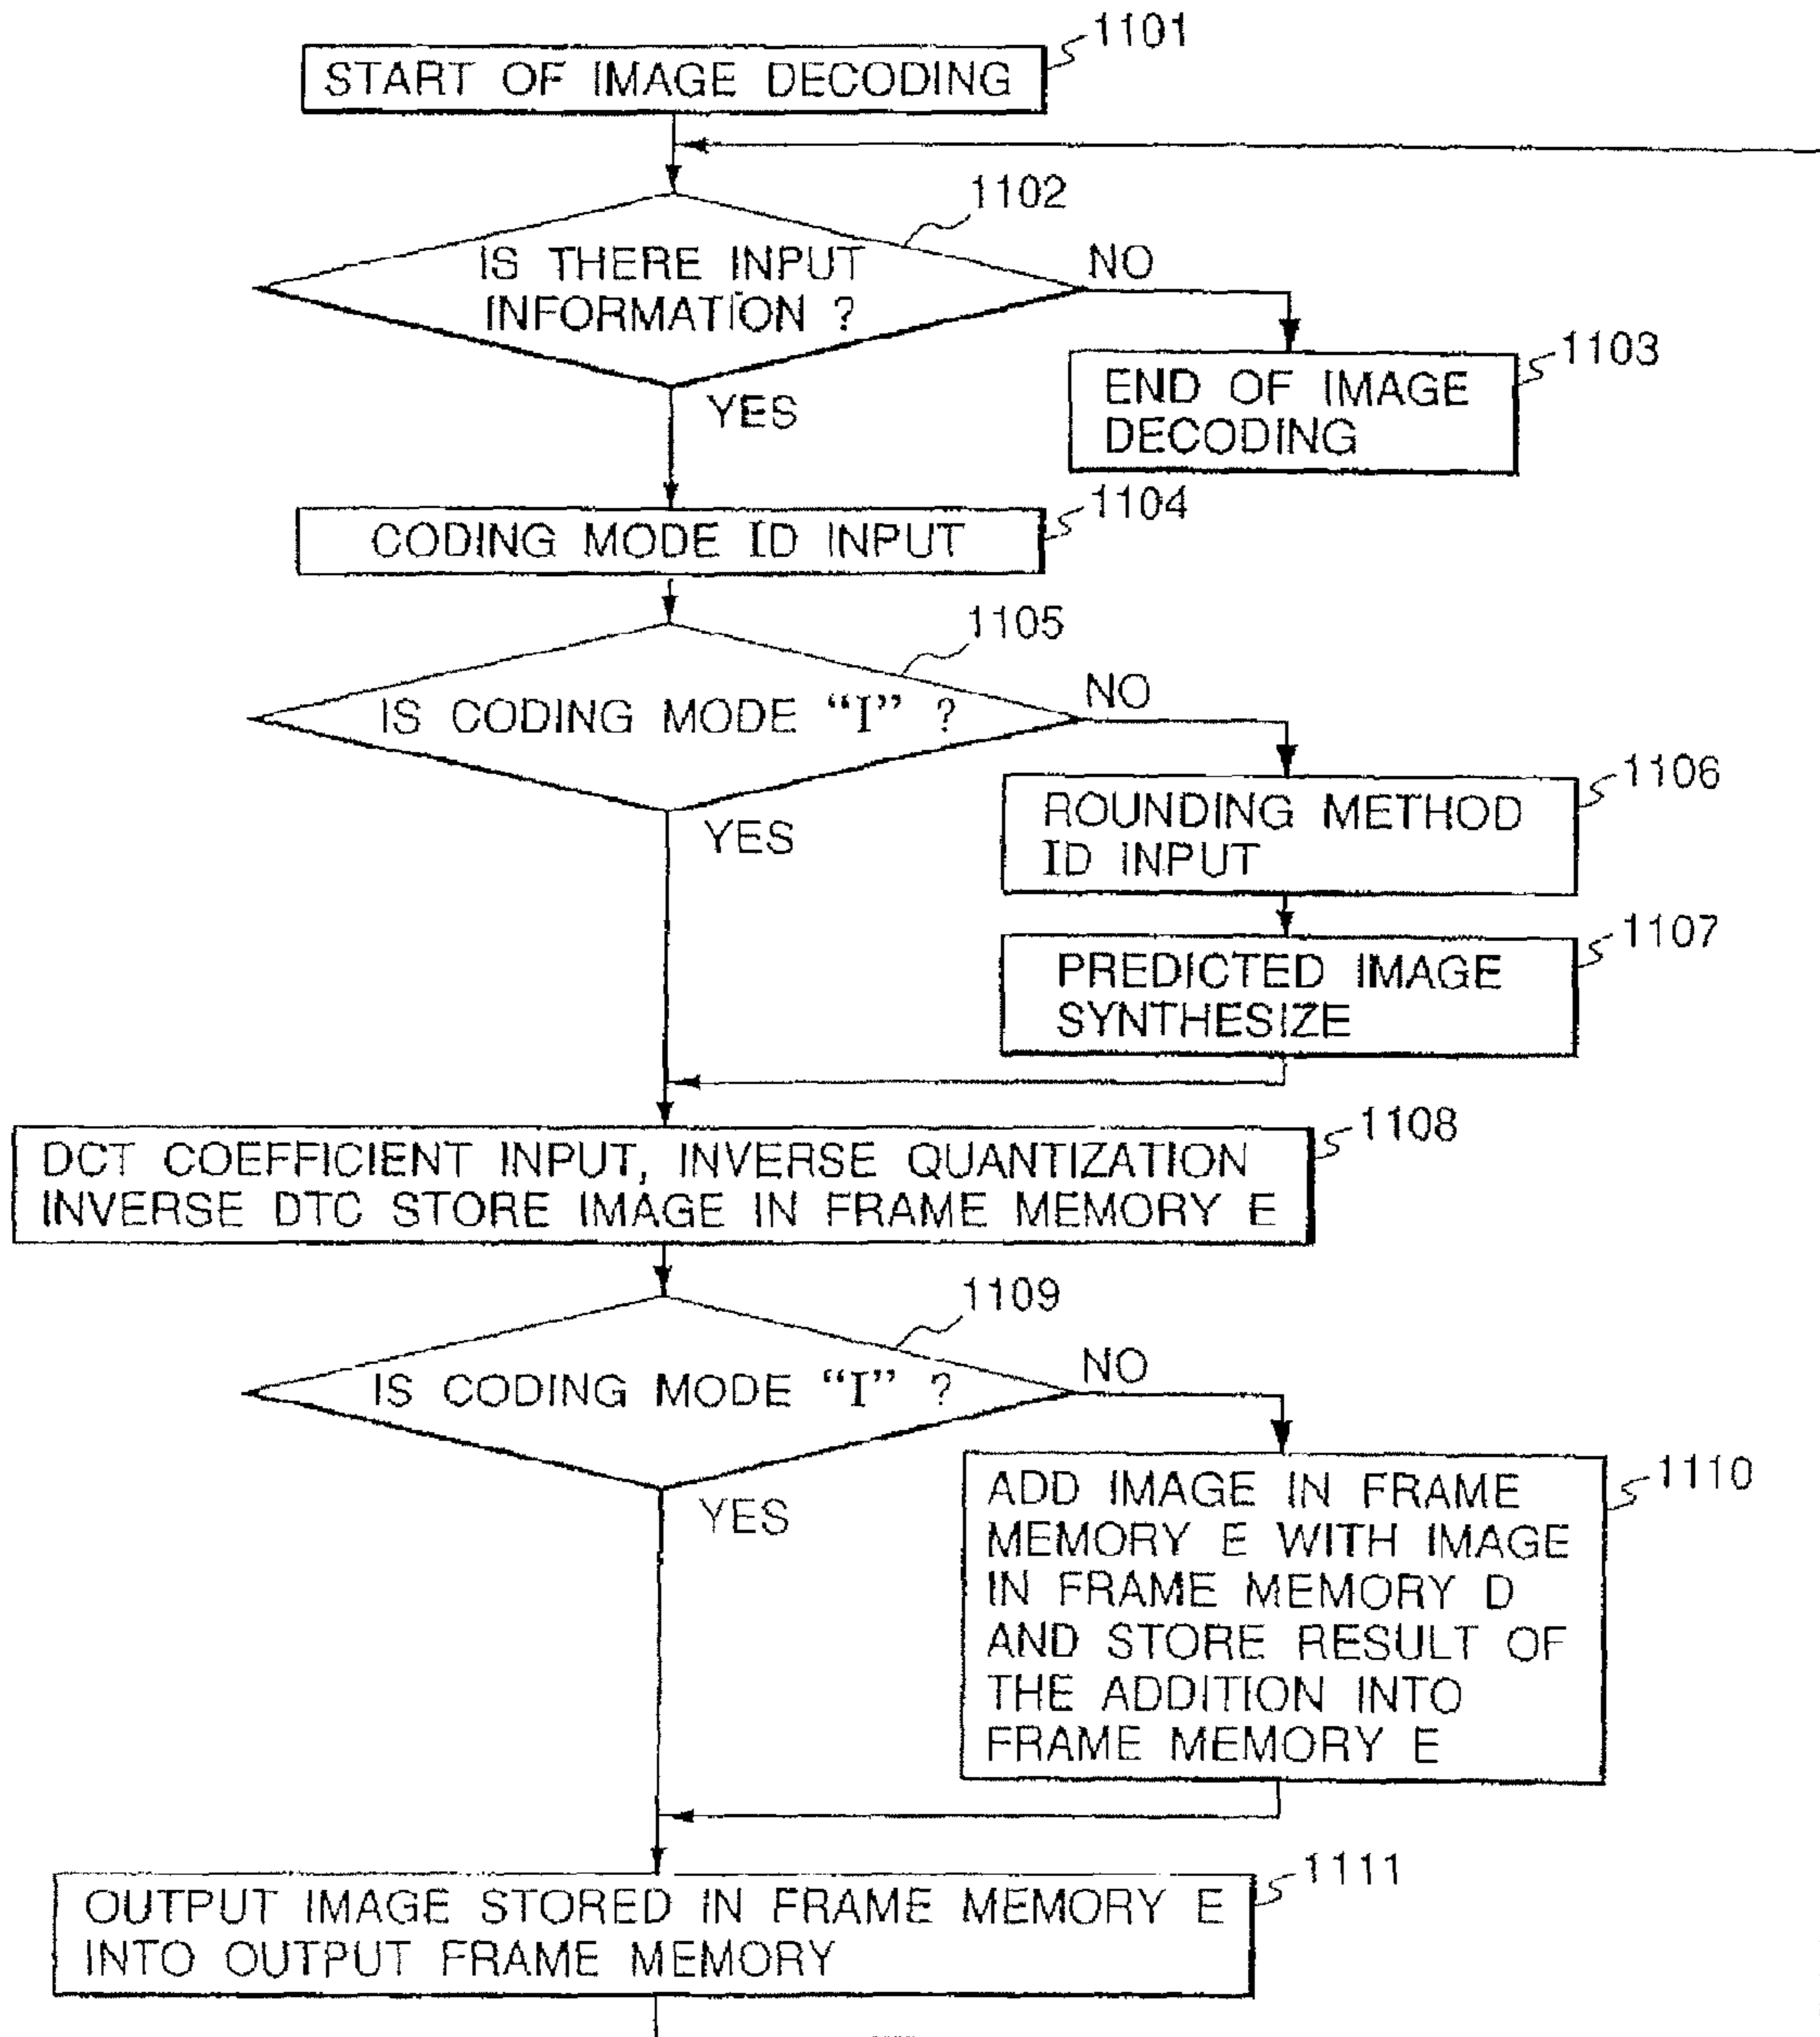 1101
START OF IMAGE DECODING
1102
IS THERE INPUT
INFORMATION ?
NO
YES
1103
END OF IMAGE
DECODING
1104
CODING MODE ID INPUT
1105
IS CODING MODE “I” ?
NO
YES
1106
ROUNDING METHOD
ID INPUT
1107
PREDICTED IMAGE
SYNTHESIZE
1108
DCT COEFFICIENT INPUT, INVERSE QUANTIZATION
INVERSE DTC STORE IMAGE IN FRAME MEMORY E
1109
IS CODING MODE “I” ?
NO
YES
1110
ADD IMAGE IN FRAME
MEMORY E WITH IMAGE
IN FRAME MEMORY D
AND STORE RESULT OF
THE ADDITION INTO
FRAME MEMORY E
1111
OUTPUT IMAGE STORED IN FRAME MEMORY E
INTO OUTPUT FRAME MEMORY